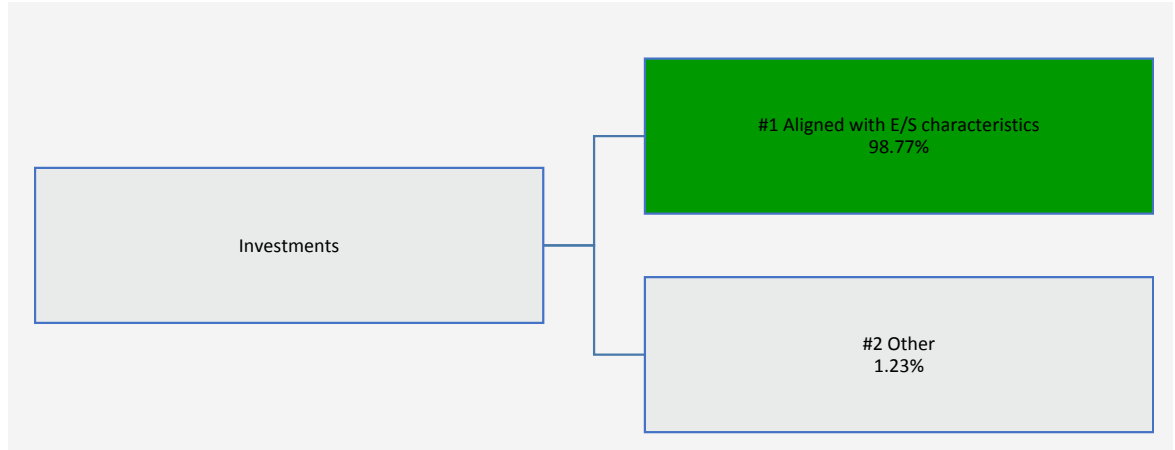 Investments
#1 Aligned with E/S characteristics
98.77%
#2 Other
1.23%